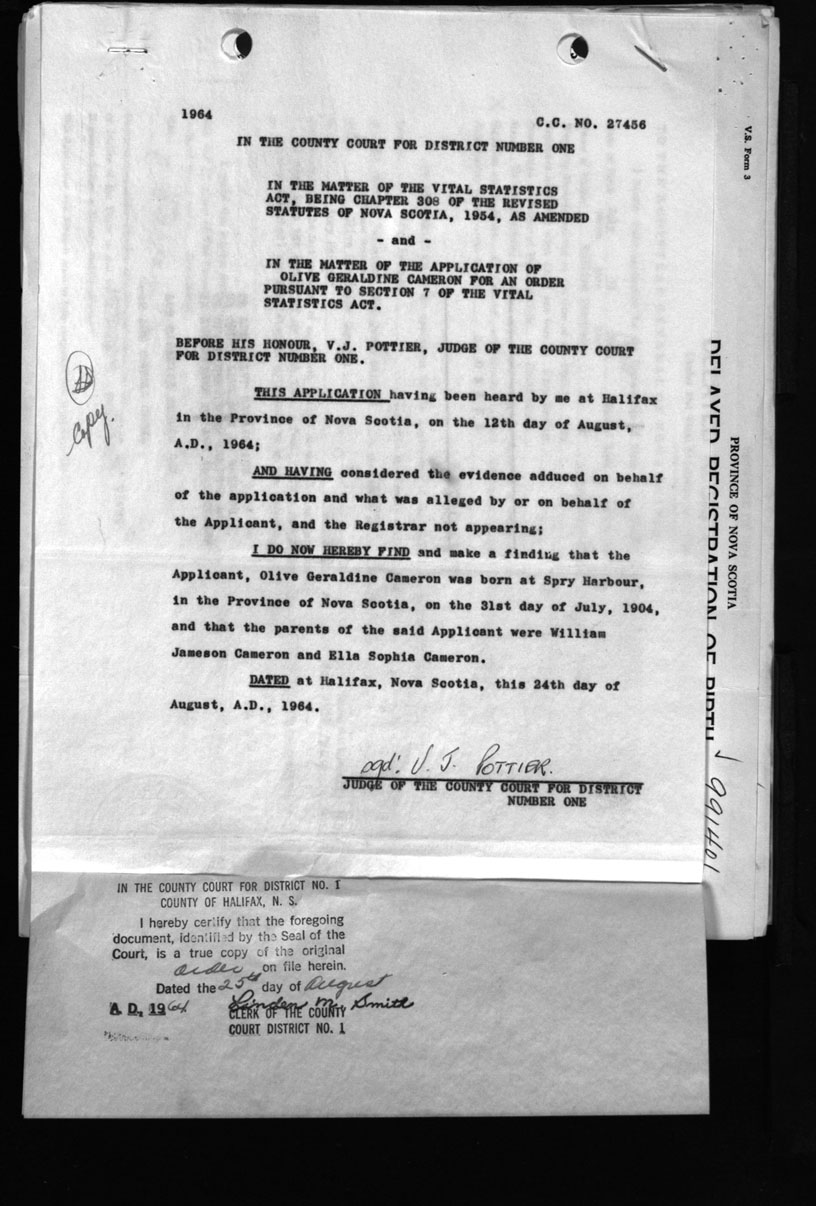 1964
C.C. NO. 27456
IN THE COUNTY COURT FOR DISTRICT NUMBER ONE
IN THE MATTER OF THE VITAL STATISTICS
ACT, BEING CHAPTER 308 OF THE REVISED
STATUTES OF NOVA SCOTIA, 1954, AS AMENDED
- and -
IN THE MATTER OF THE APPLICATION OF
OLIVE GERALDINE CAMERON FOR AN ORDER
PURSUANT TO SECTION 7 OF THE VITAL
STATISTICS ACT.
BEFORE HIS HONOUR, V.J. POTTIER, JUDGE OF THE COUNTY COURT
FOR DISTRICT NUMBER ONE.
Copy.
THIS APPLICATION having been heard by me at Halifax
in the Province of Nova Scotia, on the 12th day of August,
A.D., 1964;
AND HAVING considered the evidence adduced on behalf
of the application and what was alleged by or on behalf of
the Applicant, and the Registrar not appearing;
I DO NOW HEREBY FIND and make a finding that the
Applicant, Olive Geraldine Cameron was born at Spry Harbour,
in the Province of Nova Scotia, on the 31st day of July, 1904,
and that the parents of the said Applicant were William
Jameson Cameron and Ella Sophia Cameron.
DATED at Halifax, Nova Scotia, this 24th day of
August, A.D., 1964.
sgd. V. J. POTTIER.
JUDGE OF THE COUNTY COURT FOR DISTRICT
NUMBER ONE
IN THE COUNTY COURT FOR DISTRICT NO. 1
COUNTY OF HALIFAX, N. S.
I hereby certify that the foregoing
document, identified by the Seal of the
Court, is a true copy of the original
order on file herein.
Dated the 25th day of August
A. D. 1964 Linden M. Smith
CLERK OF THE COUNTY
COURT DISTRICT NO. 1
V.S. Form 3
PROVINCE OF NOVA SCOTIA
DELAYED REGISTRATION OF BIRTH
991401